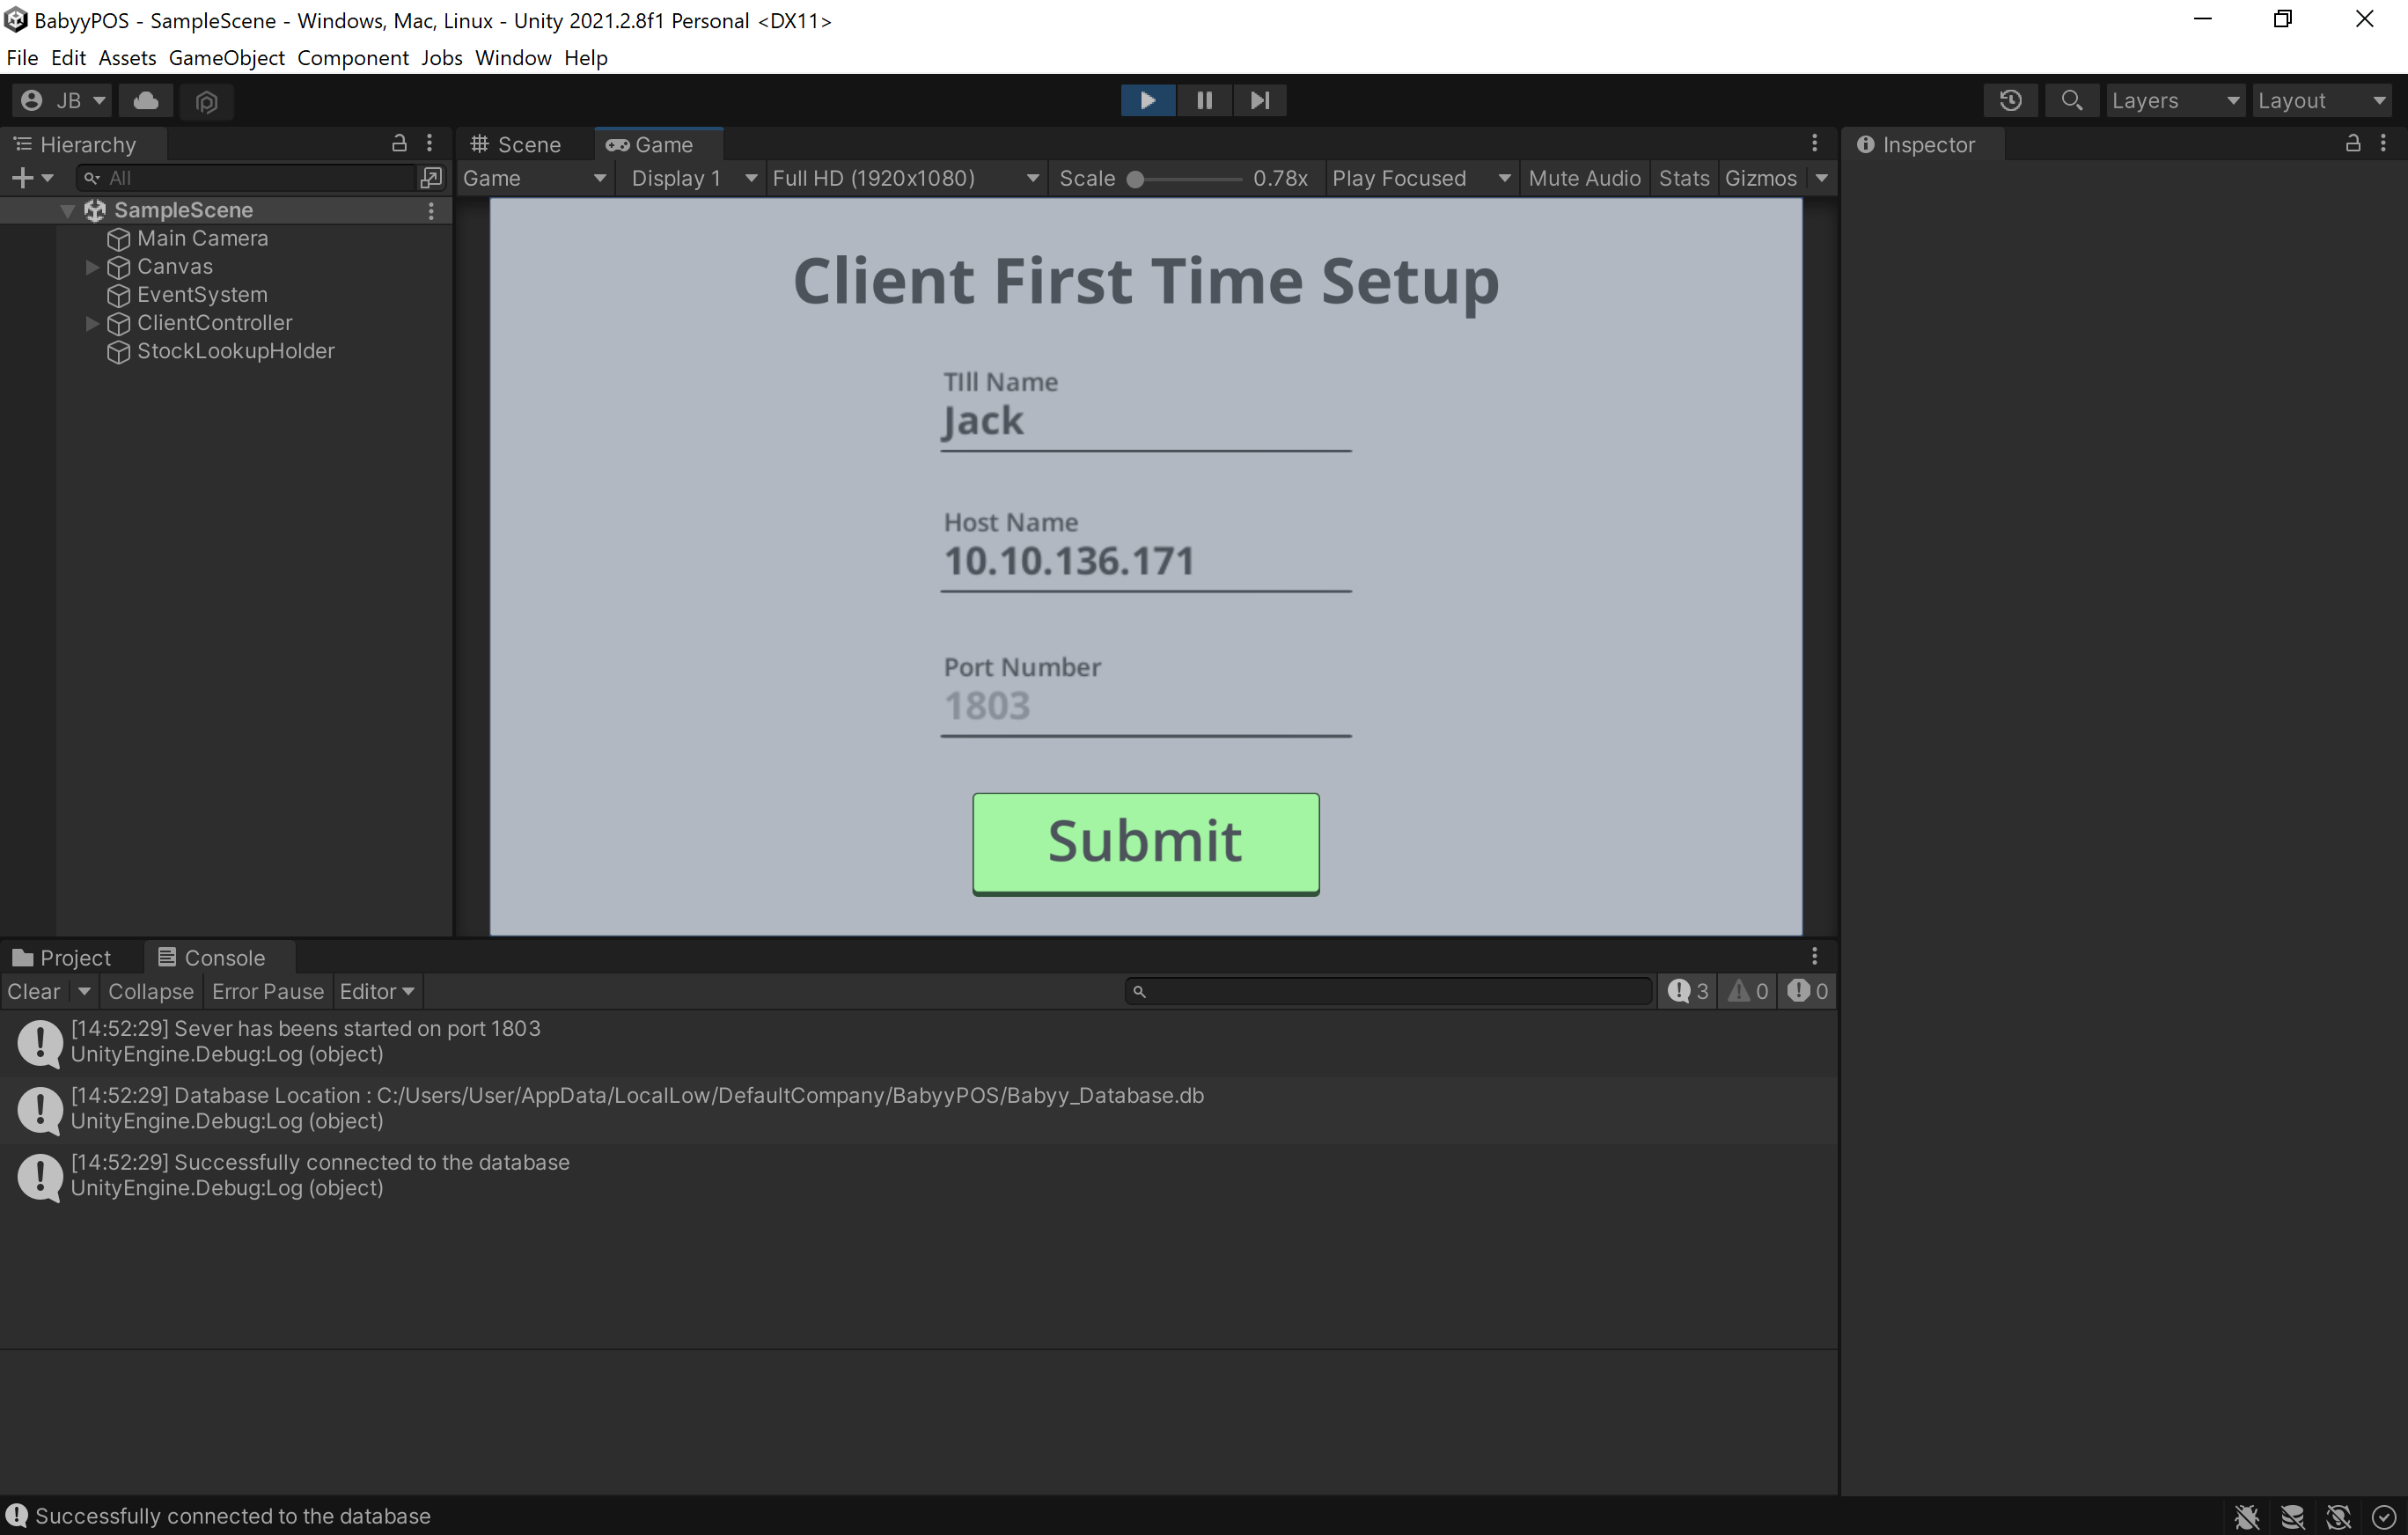 BabyyPOS - SampleScene - Windows, Mac, Linux - Unity 2021.2.8f1 Personal <DX11>
File Edit Assets GameObject Component Jobs Window Help
JB
Layers Layout
Hierarchy
Scene Game
Inspector
All
Game Display 1 Full HD (1920x1080) Scale 0.78x Play Focused Mute Audio Stats Gizmos
SampleScene
Main Camera
Canvas
EventSystem
ClientController
StockLookupHolder
Client First Time Setup
TIll Name
Jack
Host Name
10.10.136.171
Port Number
1803
Submit
Project Console
Clear Collapse Error Pause Editor
3 0 0
[14:52:29] Sever has beens started on port 1803
UnityEngine.Debug:Log (object)
[14:52:29] Database Location : C:/Users/User/AppData/LocalLow/DefaultCompany/BabyyPOS/Babyy_Database.db
UnityEngine.Debug:Log (object)
[14:52:29] Successfully connected to the database
UnityEngine.Debug:Log (object)
Successfully connected to the database